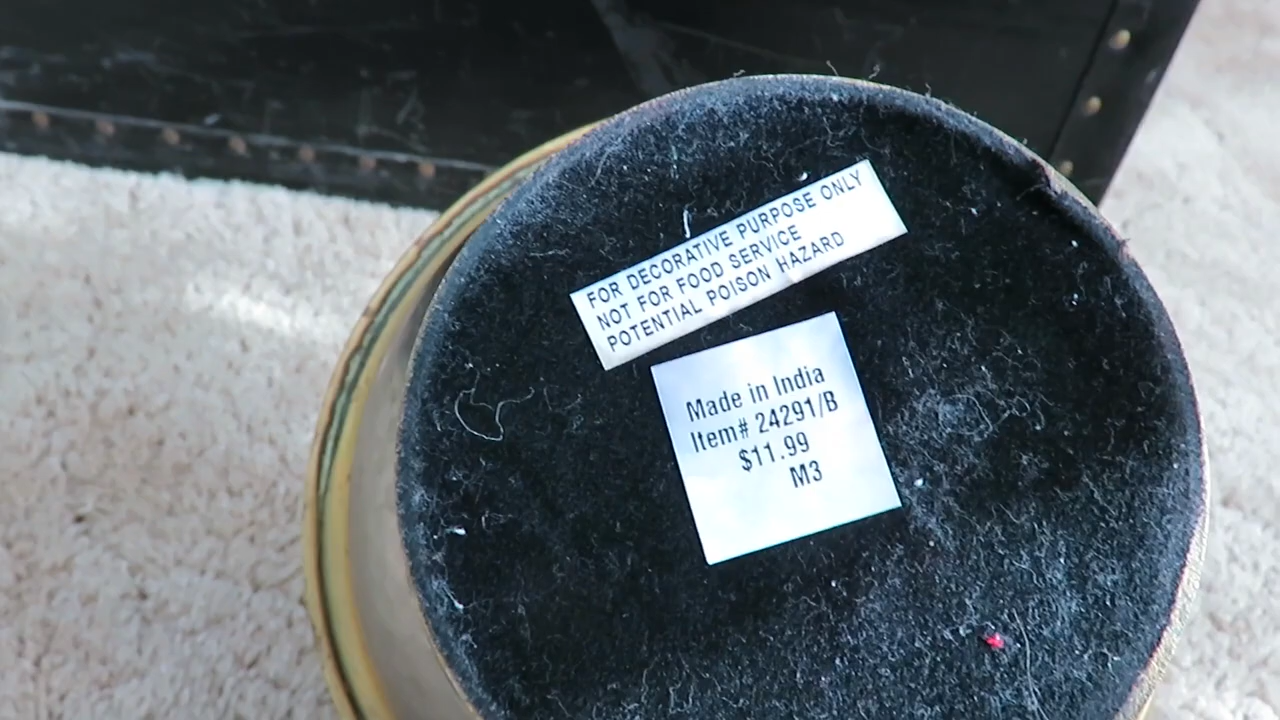 FOR DECORATIVE PURPOSE ONLY
NOT FOR FOOD SERVICE
POTENTIAL POISON HAZARD
Made in India
Item# 24291/B
$11.99
M3